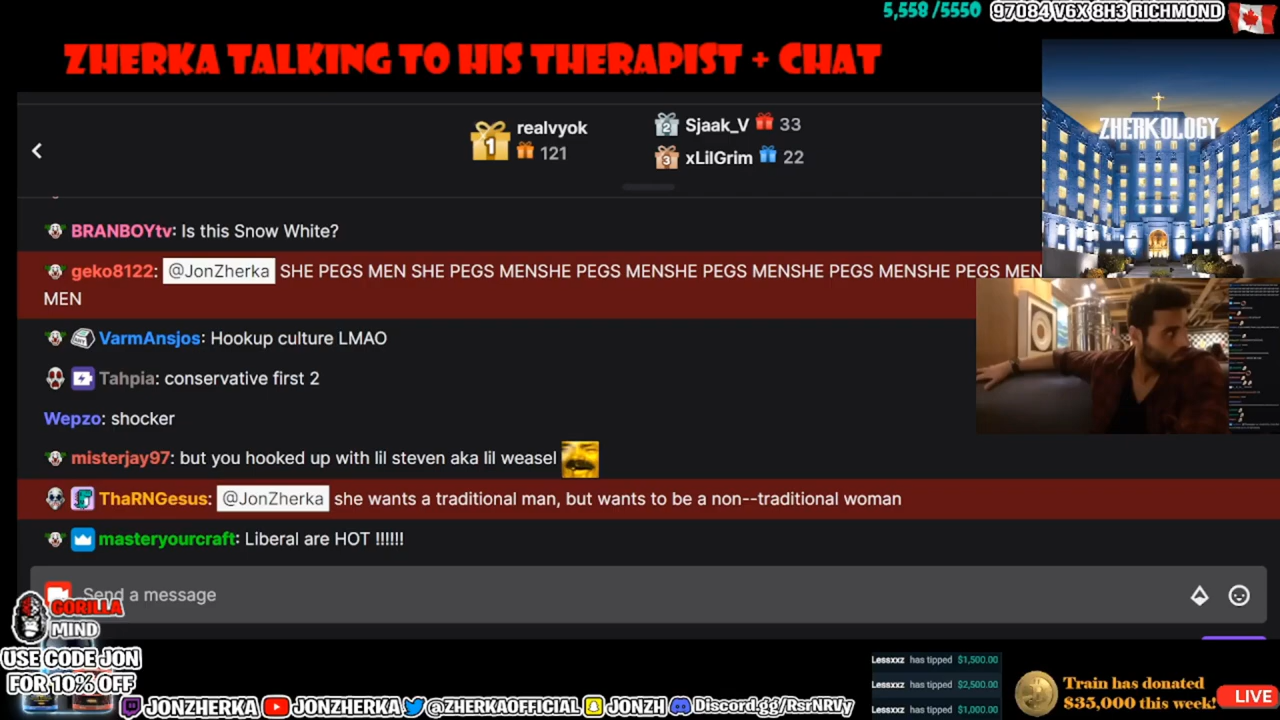 5,558 /5550
97084 V6X 8H3 RICHMOND
ZHERKA TALKING TO HIS THERAPIST + CHAT
ZHERKOLOGY
1 realvyok
121
2 Sjaak_V 33
3 xLilGrim 22
BRANBOYtv: Is this Snow White?
geko8122: @JonZherka SHE PEGS MEN SHE PEGS MENSHE PEGS MENSHE PEGS MENSHE PEGS MENSHE PEGS MEN
MEN
VarmAnsjos: Hookup culture LMAO
Tahpia: conservative first 2
Wepzo: shocker
misterjay97: but you hooked up with lil steven aka lil weasel
ThaRNGesus: @JonZherka she wants a traditional man, but wants to be a non--traditional woman
masteryourcraft: Liberal are HOT !!!!!!
Send a message
GORILLA
MIND
USE CODE JON
FOR 10% OFF
JONZHERKA JONZHERKA @ZHERKAOFFICIAL JONZH Discord.gg/RsrNRVy
Lessxxz has tipped $1,500.00
Lessxxz has tipped $2,500.00
Lessxxz has tipped $1,000.00
Train has donated
$35,000 this week!
LIVE